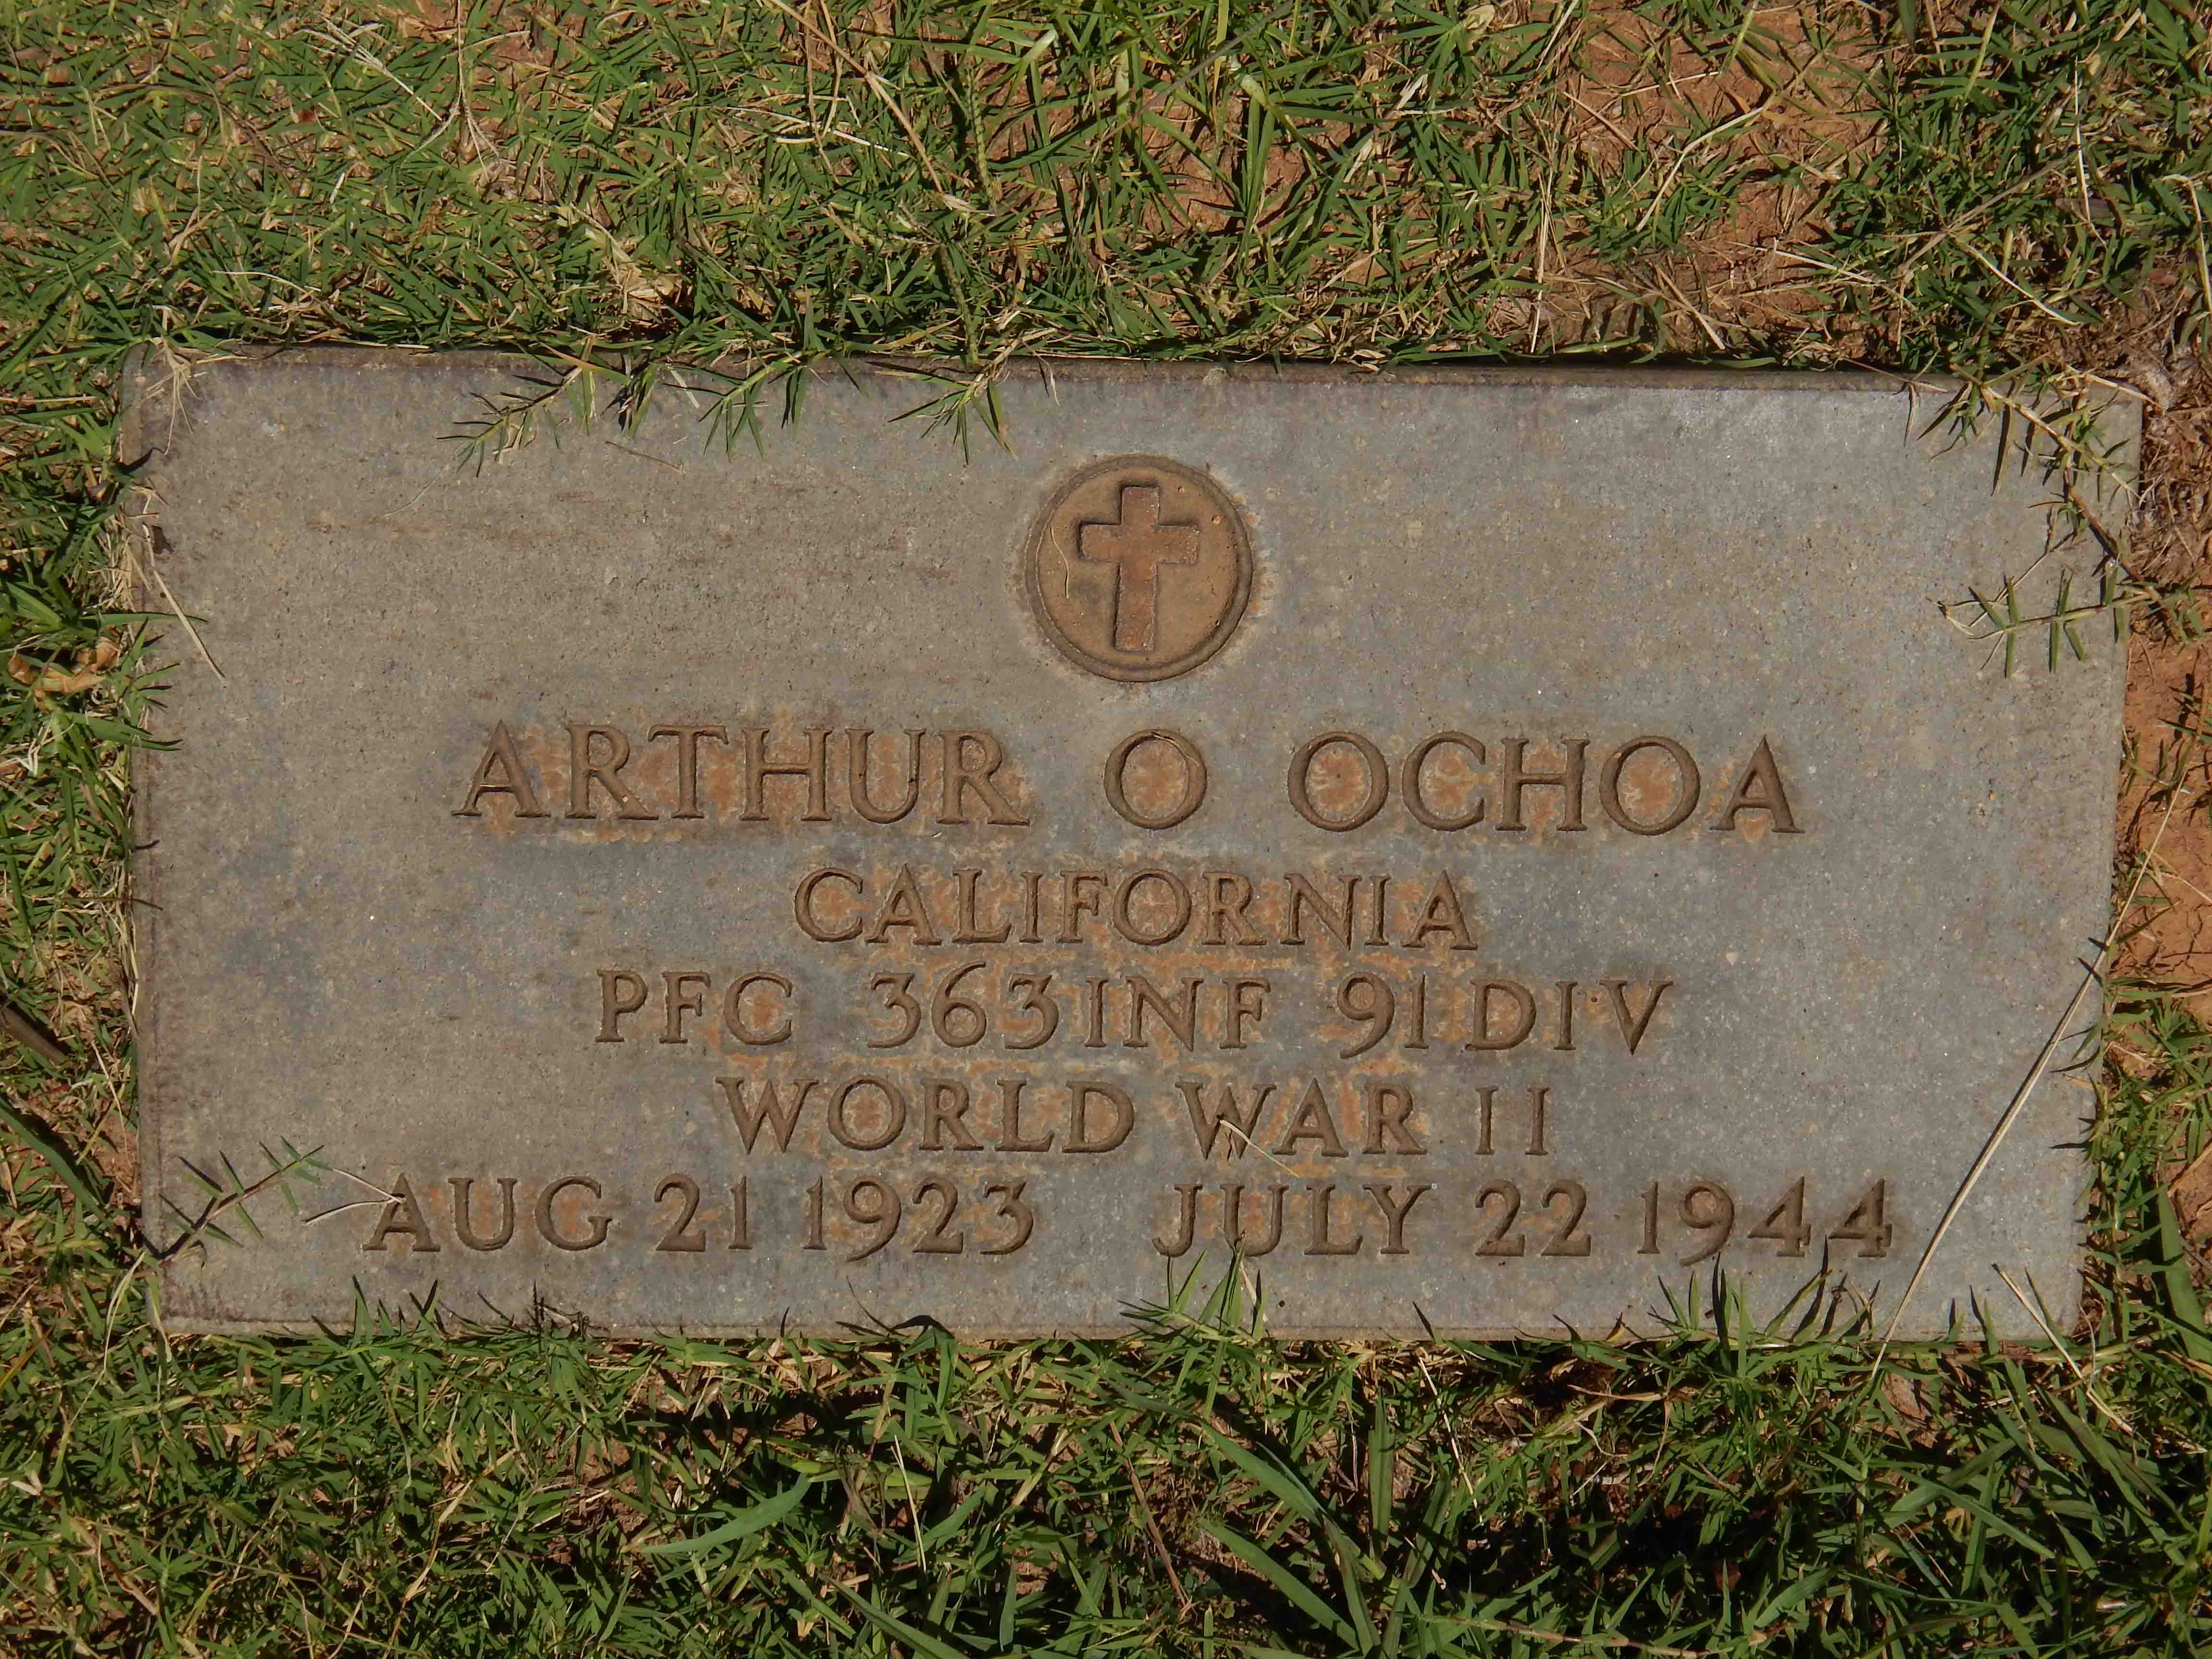 ARTHUR O OCHOA
CALIFORNIA
PFC 363 INF 91 DIV
WORLD WAR II
AUG 21 1923 JULY 22 1944